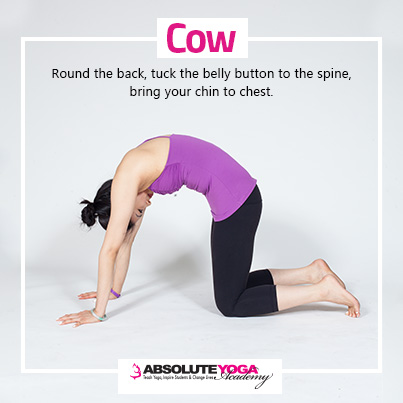 Cow
Round the back, tuck the belly button to the spine,
bring your chin to chest.
ABSOLUTE YOGA
Teach Yoga, Inspire Students & Change Lives
Academy